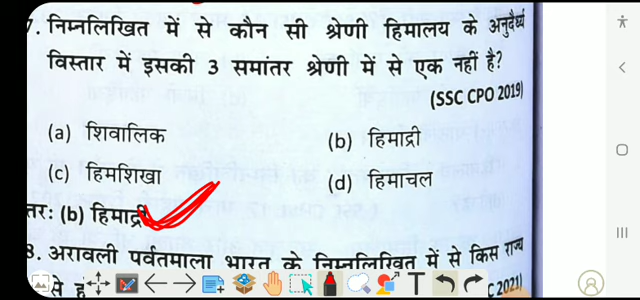 7. निम्नलिखित में से कौन सी श्रेणी हिमालय के अनुदैर्ध्य
विस्तार में इसकी 3 समांतर श्रेणी में से एक नहीं है?
(SSC CPO 2019)
(a) शिवालिक
(b) हिमाद्री
(c) हिमशिखा
(d) हिमाचल
तरः (b) हिमाद्री
8. अरावली पर्वतमाला भारत के निम्नलिखित में से किस राज्य
से
2021)